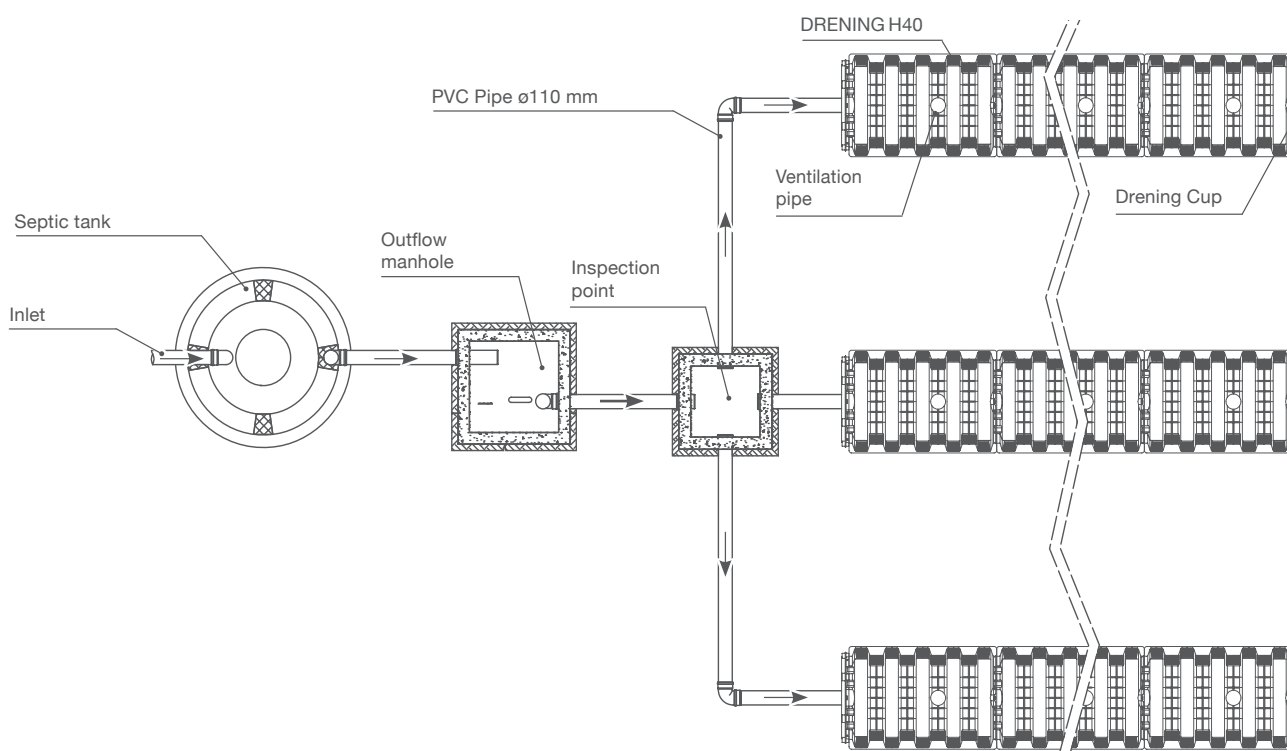 DRENING H40
PVC Pipe ø110 mm
Ventilation
pipe
Drening Cup
Septic tank
Outflow
manhole
Inspection
point
Inlet